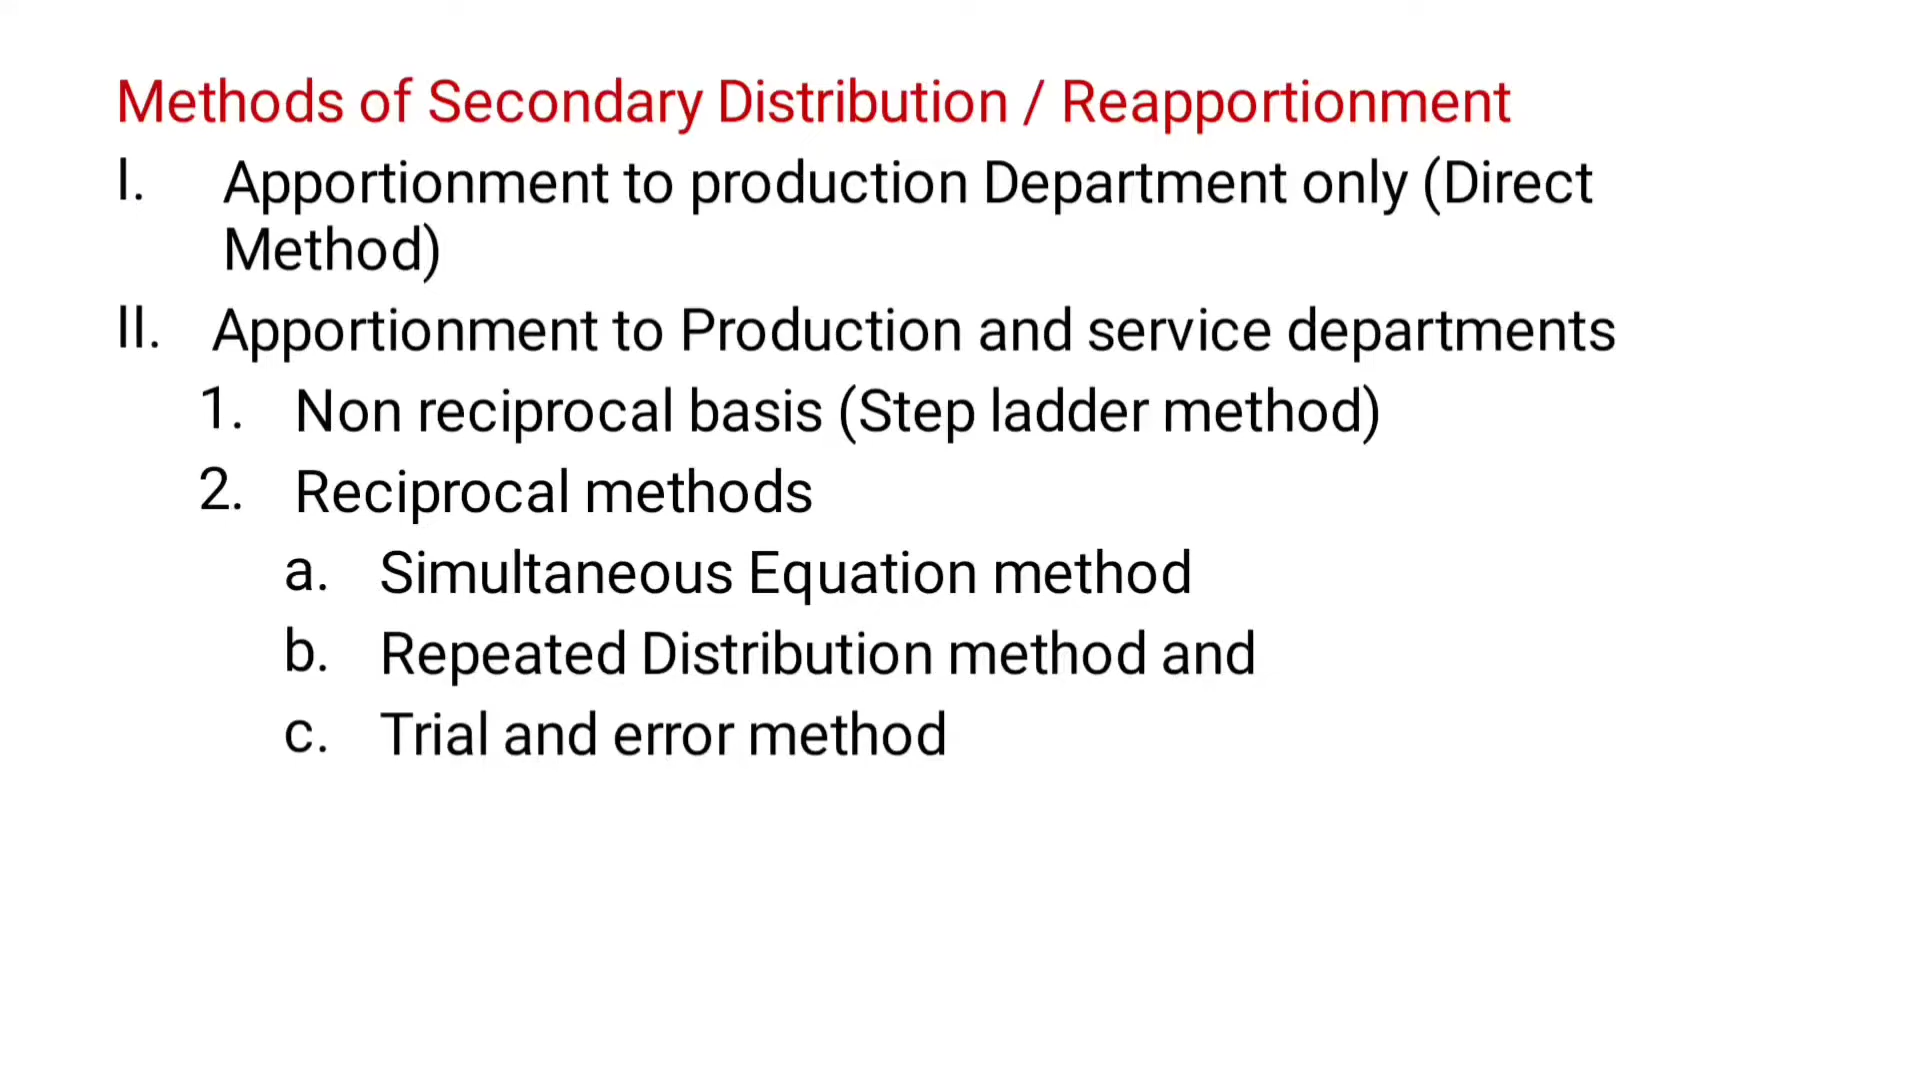 Methods of Secondary Distribution / Reapportionment
I. Apportionment to production Department only (Direct
Method)
II. Apportionment to Production and service departments
1. Non reciprocal basis (Step ladder method)
2. Reciprocal methods
a. Simultaneous Equation method
b. Repeated Distribution method and
c. Trial and error method